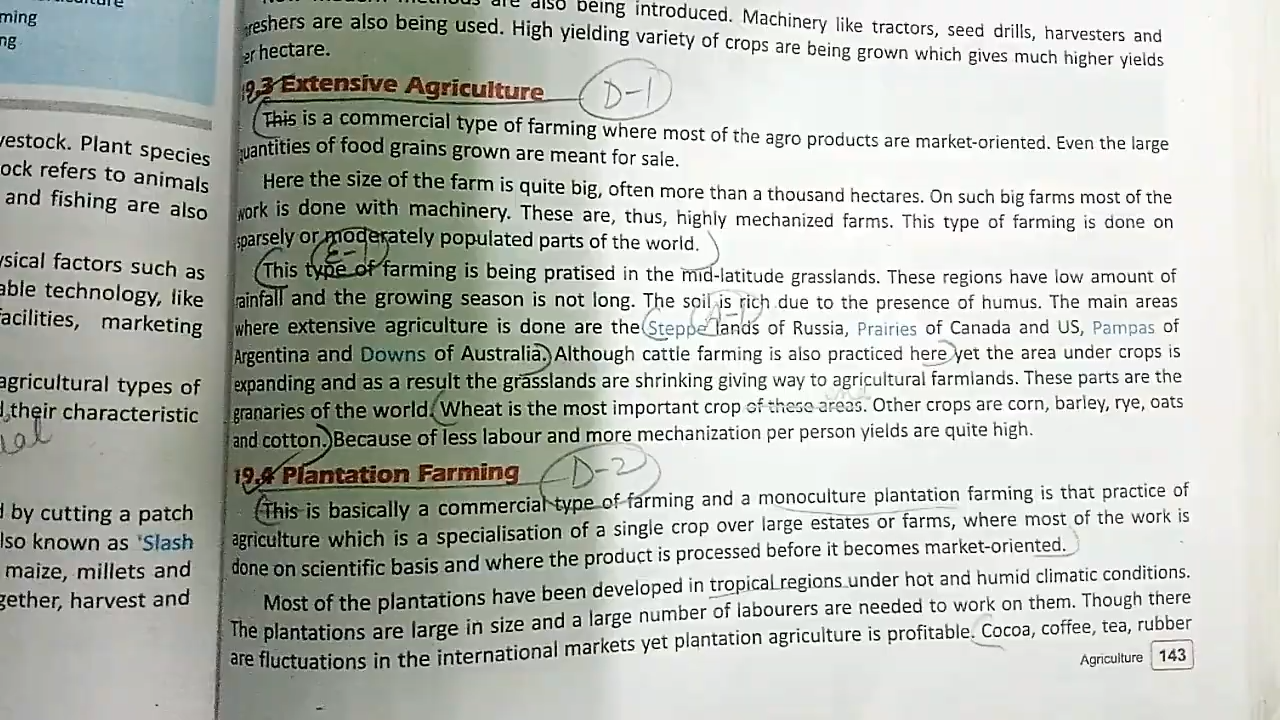 ming
ng
vestock. Plant species
ock refers to animals
and fishing are also
ysical factors such as
able technology, like
facilities, marketing
agricultural types of
their characteristic
al
d by cutting a patch
lso known as 'Slash
maize, millets and
gether, harvest and
are also being introduced. Machinery like tractors, seed drills, harvesters and
reshers are also being used. High yielding variety of crops are being grown which gives much higher yields
er hectare.
19.3 Extensive Agriculture D-1
This is a commercial type of farming where most of the agro products are market-oriented. Even the large
quantities of food grains grown are meant for sale.
Here the size of the farm is quite big, often more than a thousand hectares. On such big farms most of the
work is done with machinery. These are, thus, highly mechanized farms. This type of farming is done on
sparsely or moderately populated parts of the world.
E-1
This type of farming is being pratised in the mid-latitude grasslands. These regions have low amount of
rainfall and the growing season is not long. The soil is rich due to the presence of humus. The main areas
A-1
where extensive agriculture is done are the Steppe lands of Russia, Prairies of Canada and US, Pampas of
Argentina and Downs of Australia. Although cattle farming is also practiced here yet the area under crops is
expanding and as a result the grasslands are shrinking giving way to agricultural farmlands. These parts are the
granaries of the world. Wheat is the most important crop of these areas. Other crops are corn, barley, rye, oats
and cotton. Because of less labour and more mechanization per person yields are quite high.
19.4 Plantation Farming D-2
This is basically a commercial type of farming and a monoculture plantation farming is that practice of
agriculture which is a specialisation of a single crop over large estates or farms, where most of the work is
done on scientific basis and where the product is processed before it becomes market-oriented.
Most of the plantations have been developed in tropical regions under hot and humid climatic conditions.
The plantations are large in size and a large number of labourers are needed to work on them. Though there
are fluctuations in the international markets yet plantation agriculture is profitable. Cocoa, coffee, tea, rubber
Agriculture 143